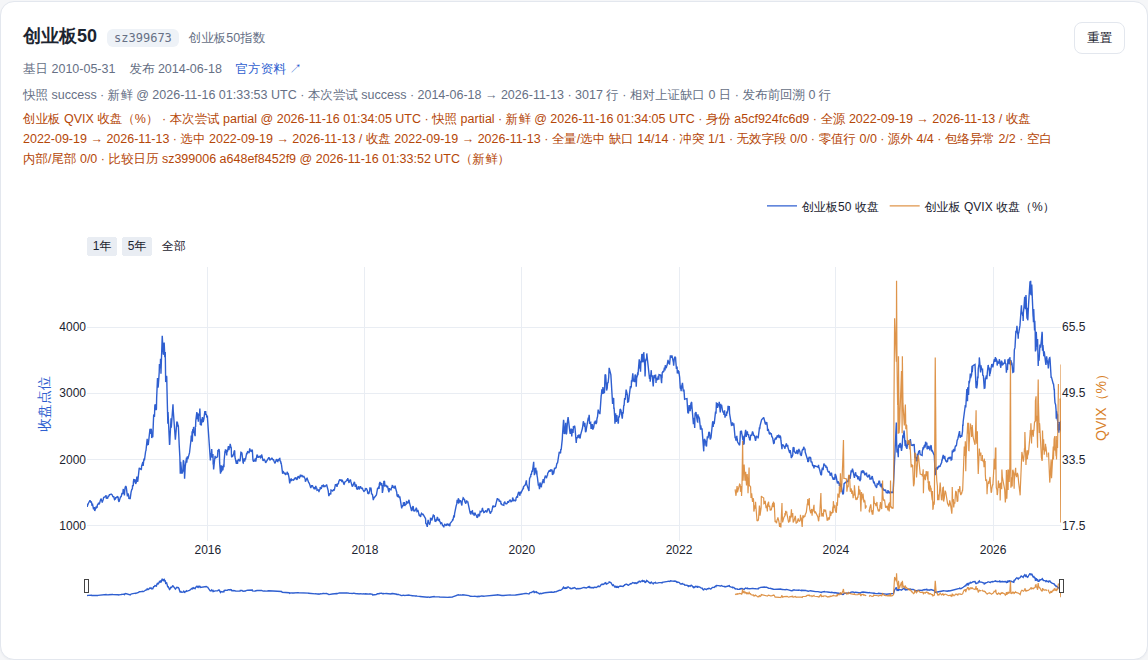 创业板50 sz399673 创业板50指数 重置
基日 2010-05-31 发布 2014-06-18 官方资料 ↗
快照 success · 新鲜 @ 2026-11-16 01:33:53 UTC · 本次尝试 success · 2014-06-18 → 2026-11-13 · 3017 行 · 相对上证缺口 0 日 · 发布前回溯 0 行
创业板 QVIX 收盘（%） · 本次尝试 partial @ 2026-11-16 01:34:05 UTC · 快照 partial · 新鲜 @ 2026-11-16 01:34:05 UTC · 身份 a5cf924fc6d9 · 全源 2022-09-19 → 2026-11-13 / 收盘
2022-09-19 → 2026-11-13 · 选中 2022-09-19 → 2026-11-13 / 收盘 2022-09-19 → 2026-11-13 · 全量/选中 缺口 14/14 · 冲突 1/1 · 无效字段 0/0 · 零值行 0/0 · 源外 4/4 · 包络异常 2/2 · 空白
内部/尾部 0/0 · 比较日历 sz399006 a648ef8452f9 @ 2026-11-16 01:33:52 UTC（新鲜）
创业板50 收盘 创业板 QVIX 收盘（%）
1年 5年 全部
4000 65.5
3000 49.5
2000 33.5
1000 17.5
收盘点位
QVIX（%）
2016 2018 2020 2022 2024 2026